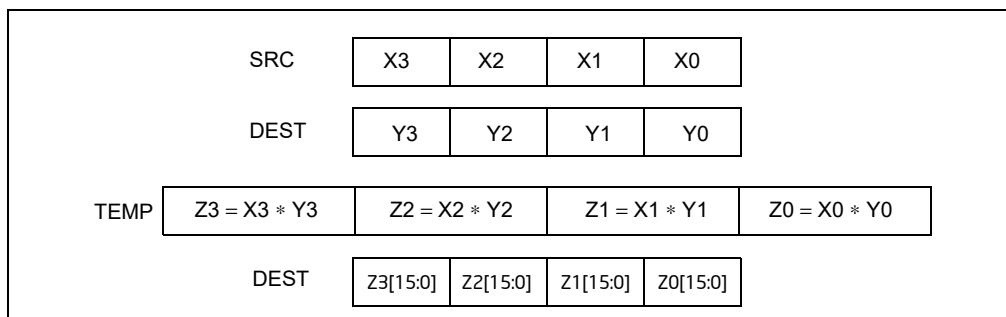 SRC X3 X2 X1 X0
DEST Y3 Y2 Y1 Y0
TEMP Z3 = X3 ∗ Y3 Z2 = X2 ∗ Y2 Z1 = X1 ∗ Y1 Z0 = X0 ∗ Y0
DEST Z3[15:0] Z2[15:0] Z1[15:0] Z0[15:0]